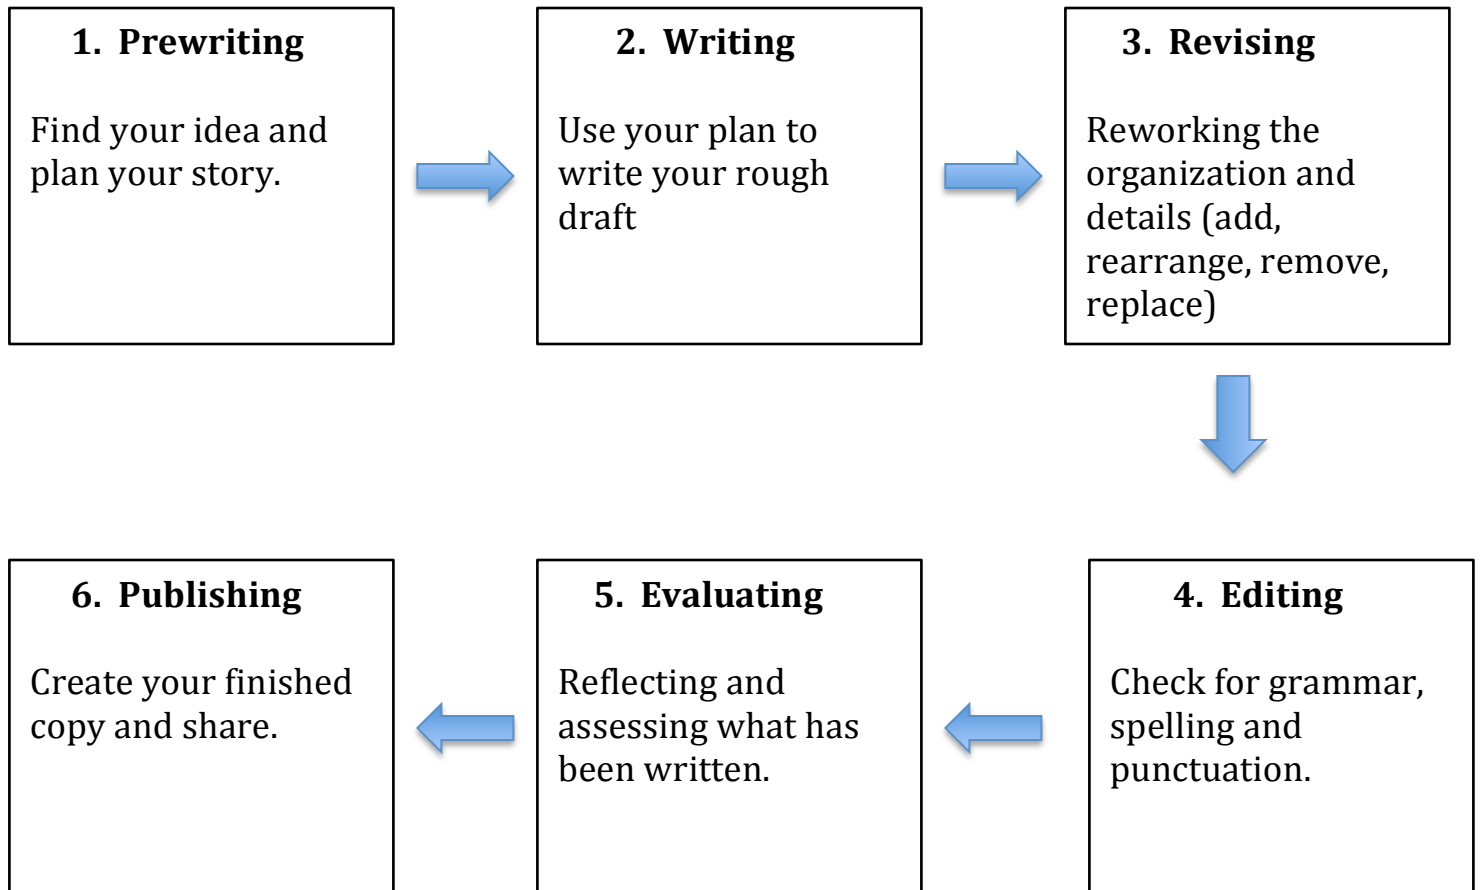 1. Prewriting
Find your idea and
plan your story.
2. Writing
Use your plan to
write your rough
draft
3. Revising
Reworking the
organization and
details (add,
rearrange, remove,
replace)
4. Editing
Check for grammar,
spelling and
punctuation.
5. Evaluating
Reflecting and
assessing what has
been written.
6. Publishing
Create your finished
copy and share.